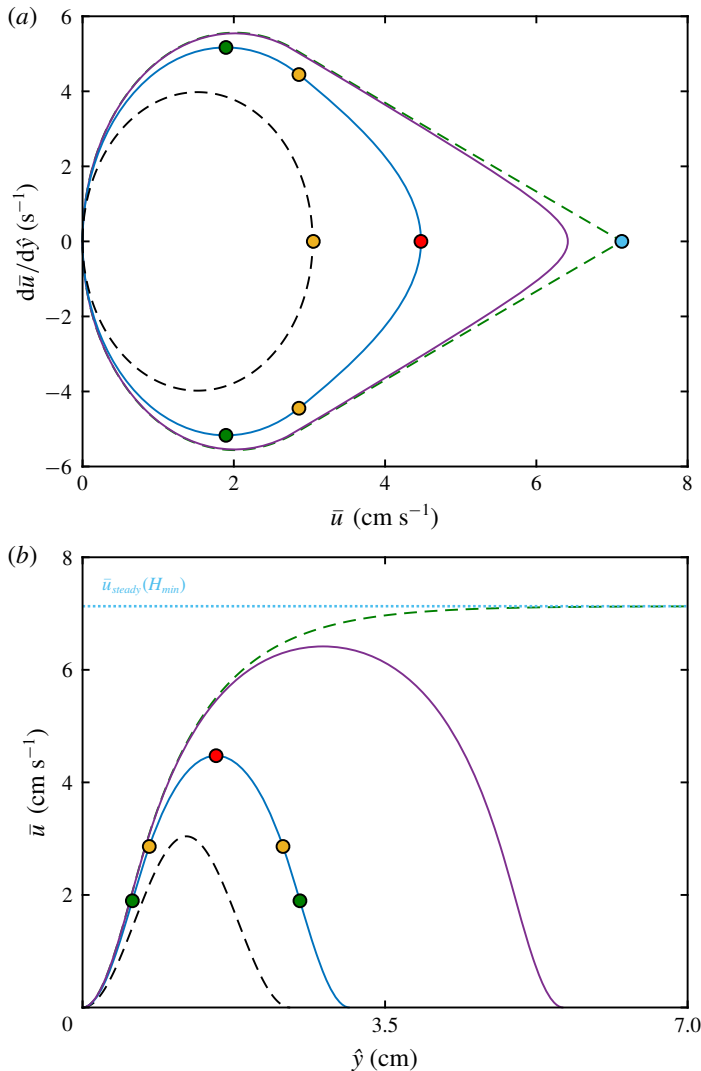 (a)
6
4
2
0
−2
−4
−6
dū/dŷ (s⁻¹)
0 2 4 6 8
ū (cm s⁻¹)
(b)
8
6
4
2
0
ū (cm s⁻¹)
ū_steady(H_min)
3.5 7.0
ŷ (cm)